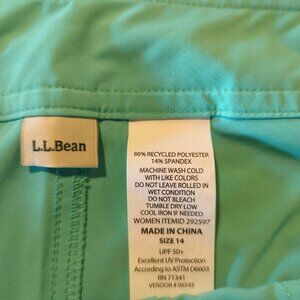 L.L.Bean
86% RECYCLED POLYESTER
14% SPANDEX
MACHINE WASH COLD
WITH LIKE COLORS
DO NOT LEAVE ROLLED IN
WET CONDITION
DO NOT BLEACH
TUMBLE DRY LOW
COOL IRON IF NEEDED
WOMEN ITEMID 292597
MADE IN CHINA
SIZE 14
UPF 50+
Excellent UV Protection
According to ASTM D6603
RN 71341
VENDOR # 06545